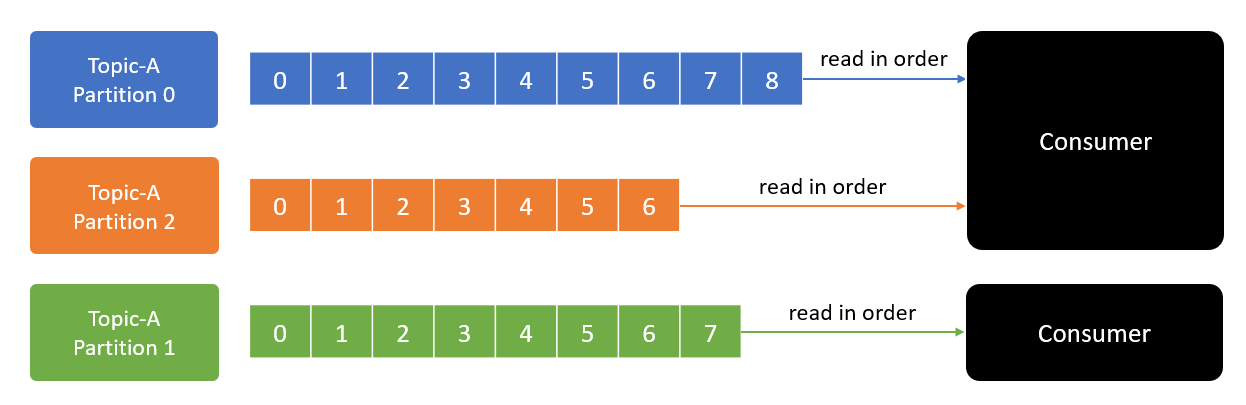 Topic-A
Partition 0
0 1 2 3 4 5 6 7 8
read in order
Consumer
Topic-A
Partition 2
0 1 2 3 4 5 6
read in order
Topic-A
Partition 1
0 1 2 3 4 5 6 7
read in order
Consumer